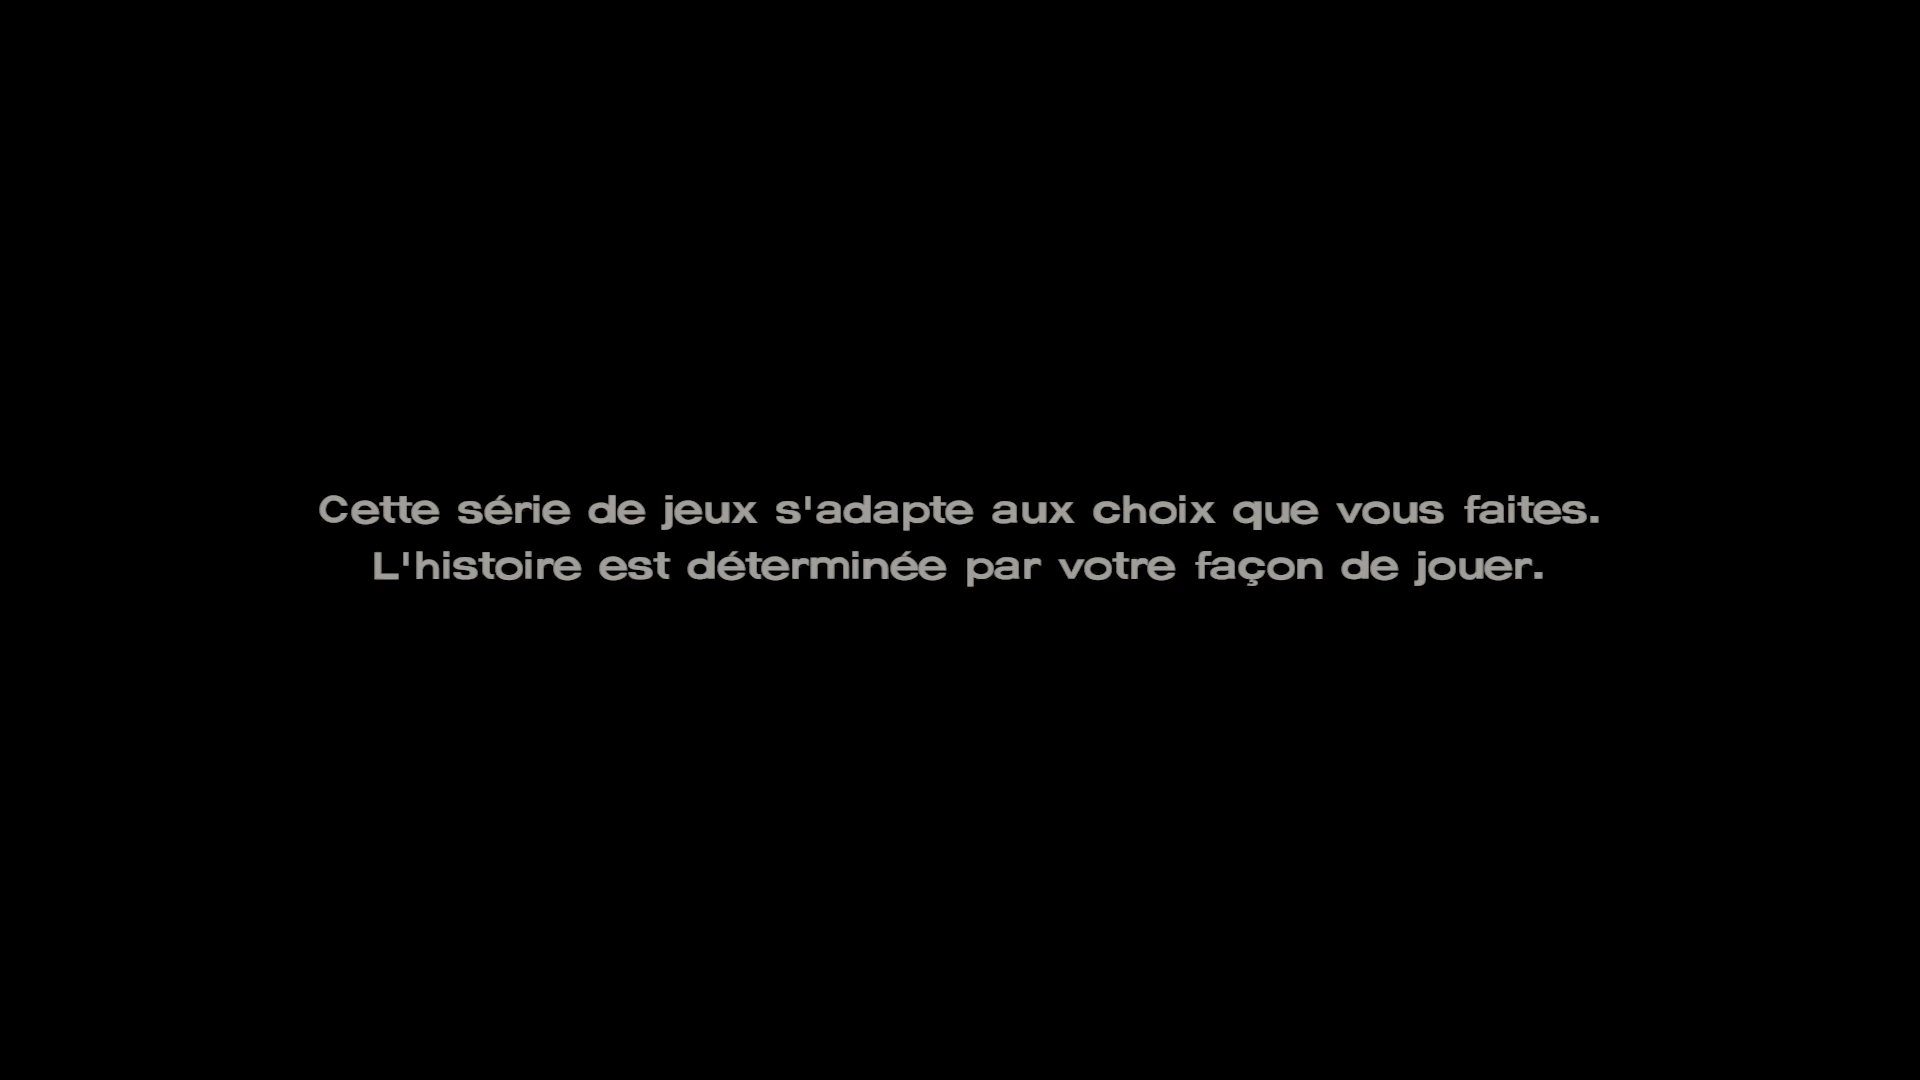 Cette série de jeux s'adapte aux choix que vous faites.
L'histoire est déterminée par votre façon de jouer.